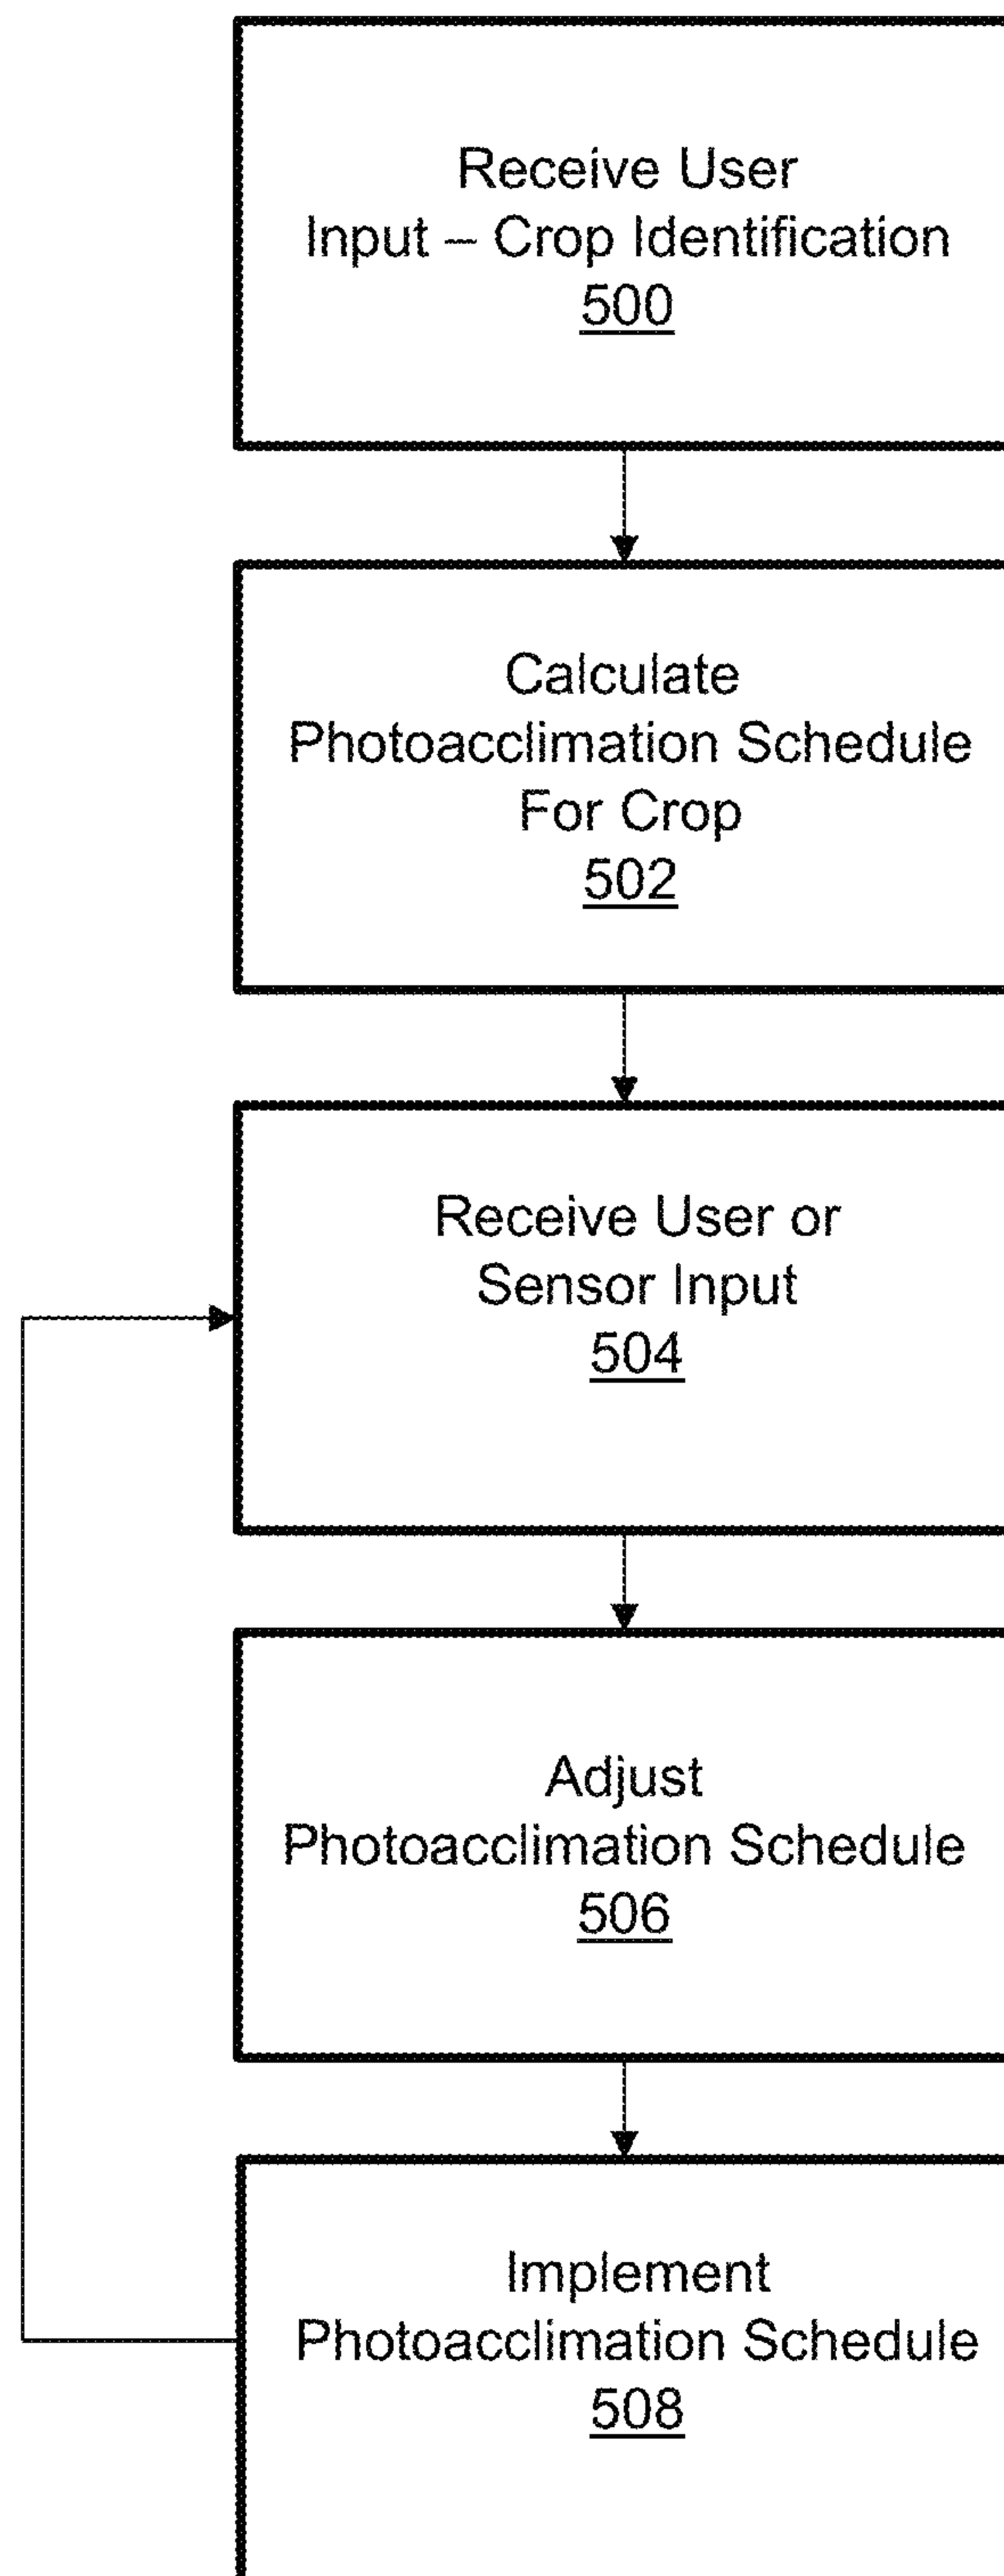 Receive User
Input – Crop Identification
500
Calculate
Photoacclimation Schedule
For Crop
502
Receive User or
Sensor Input
504
Adjust
Photoacclimation Schedule
506
Implement
Photoacclimation Schedule
508